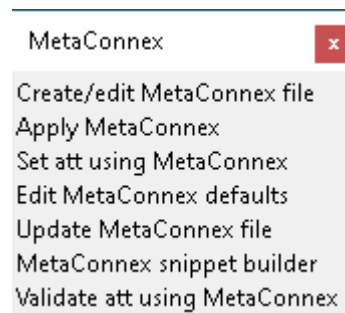 MetaConnex
x
Create/edit MetaConnex file
Apply MetaConnex
Set att using MetaConnex
Edit MetaConnex defaults
Update MetaConnex file
MetaConnex snippet builder
Validate att using MetaConnex